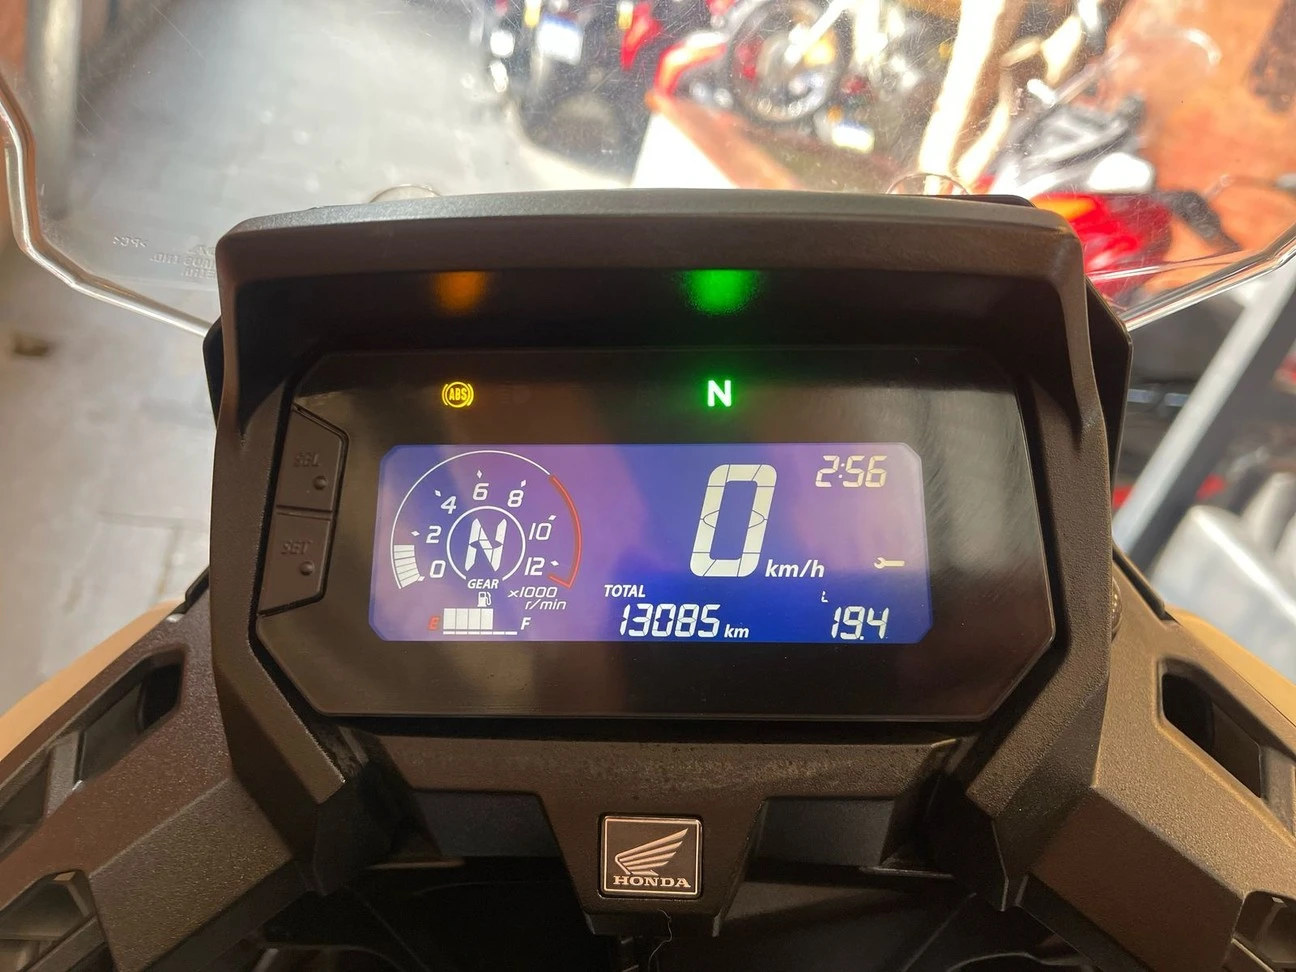 ABS
N
2:56
0
km/h
0
2
4
6
8
10
12
N
GEAR
x1000
r/min
E
F
TOTAL
13085 km
L
19.4
SEL
SET
HONDA